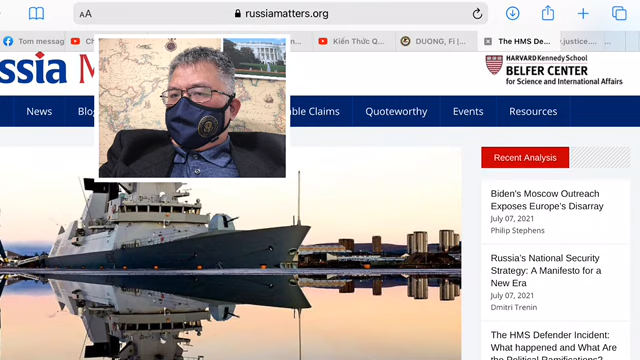 AA
russiamatters.org
Tom messag
Ch
n...
Kiến Thức Q...
DUONG, Fi |...
The HMS De...
.justice....
ssia M
HARVARD Kennedy School
BELFER CENTER
for Science and International Affairs
News
Blog
able Claims
Quoteworthy
Events
Resources
Recent Analysis
Biden's Moscow Outreach
Exposes Europe's Disarray
July 07, 2021
Philip Stephens
Russia's National Security
Strategy: A Manifesto for a
New Era
July 07, 2021
Dmitri Trenin
The HMS Defender Incident:
What happened and What Are
the Political Ramifications?